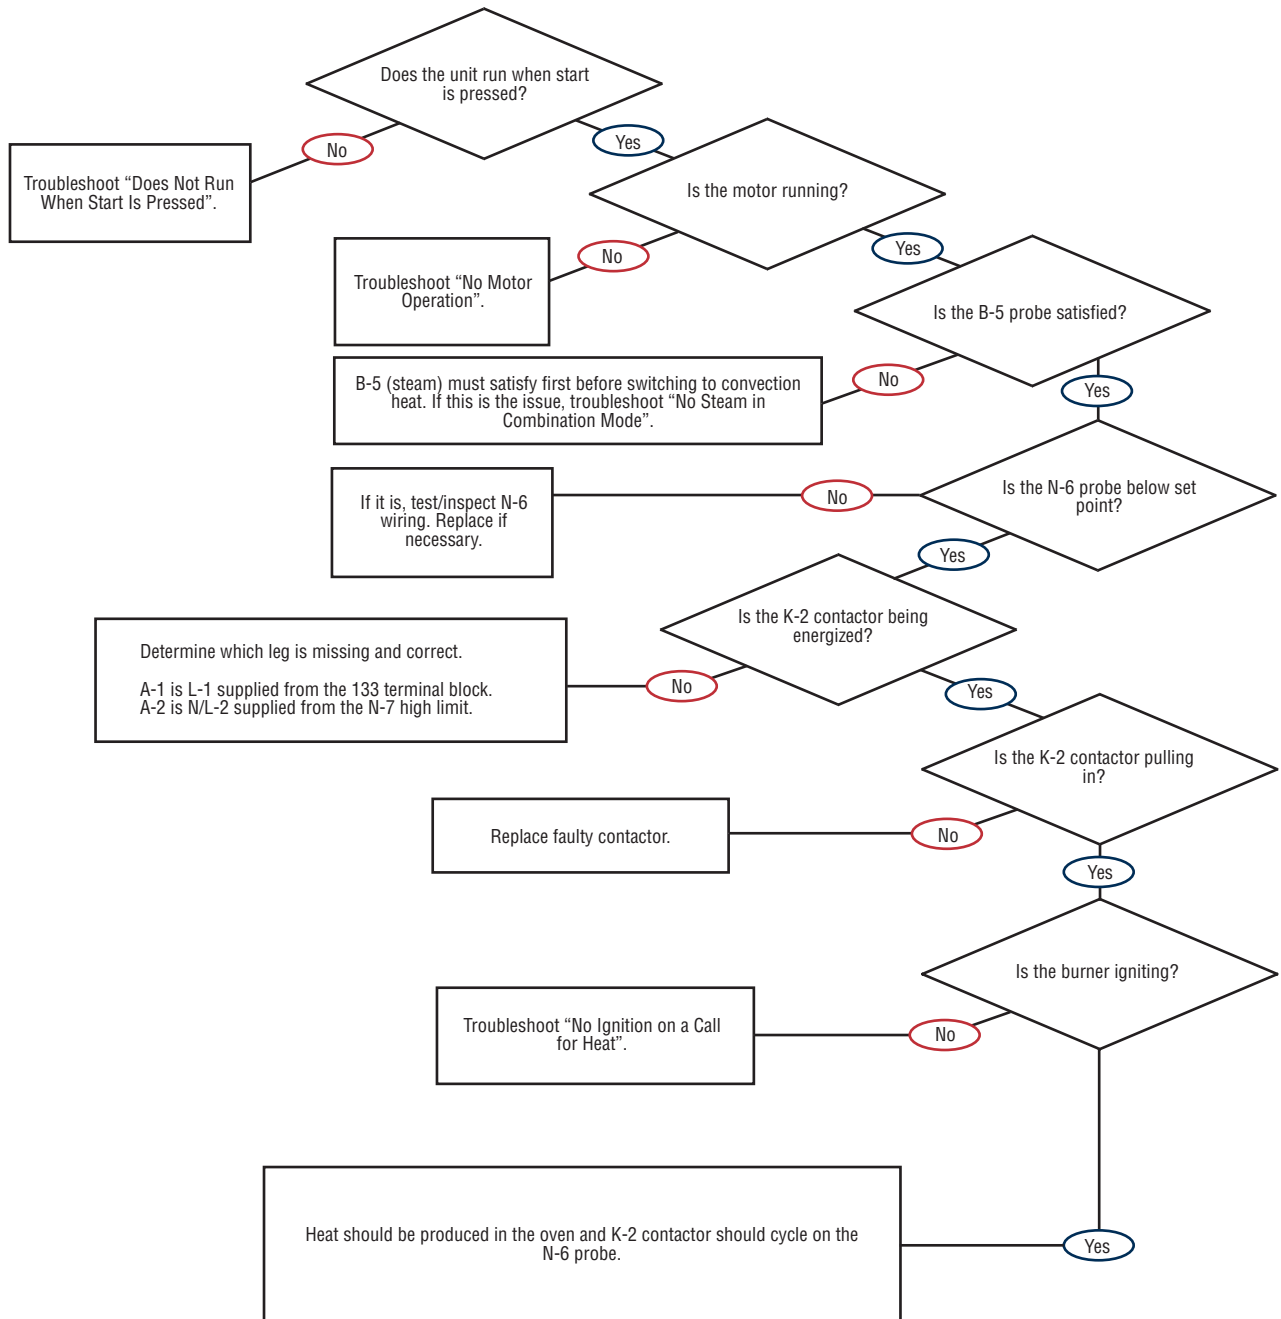 Does the unit run when start
is pressed?
No
Yes
Troubleshoot “Does Not Run
When Start Is Pressed”.
Is the motor running?
No
Yes
Troubleshoot “No Motor
Operation”.
Is the B-5 probe satisfied?
No
Yes
B-5 (steam) must satisfy first before switching to convection
heat. If this is the issue, troubleshoot “No Steam in
Combination Mode”.
Is the N-6 probe below set
point?
No
Yes
If it is, test/inspect N-6
wiring. Replace if
necessary.
Is the K-2 contactor being
energized?
No
Yes
Determine which leg is missing and correct.
A-1 is L-1 supplied from the 133 terminal block.
A-2 is N/L-2 supplied from the N-7 high limit.
Is the K-2 contactor pulling
in?
No
Yes
Replace faulty contactor.
Is the burner igniting?
No
Troubleshoot “No Ignition on a Call
for Heat”.
Yes
Heat should be produced in the oven and K-2 contactor should cycle on the
N-6 probe.